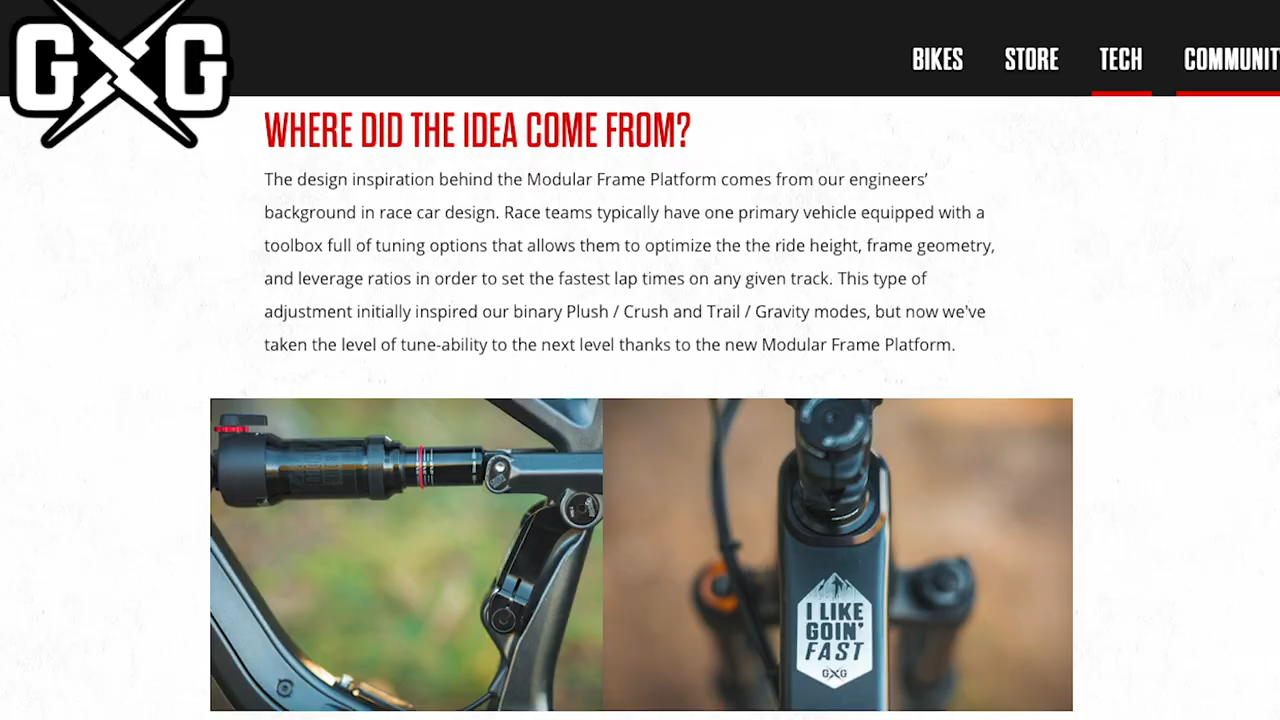 GXG
BIKES STORE TECH COMMUNIT
WHERE DID THE IDEA COME FROM?
The design inspiration behind the Modular Frame Platform comes from our engineers’
background in race car design. Race teams typically have one primary vehicle equipped with a
toolbox full of tuning options that allows them to optimize the the ride height, frame geometry,
and leverage ratios in order to set the fastest lap times on any given track. This type of
adjustment initially inspired our binary Plush / Crush and Trail / Gravity modes, but now we've
taken the level of tune-ability to the next level thanks to the new Modular Frame Platform.
I LIKE
GOIN'
FAST
GXG